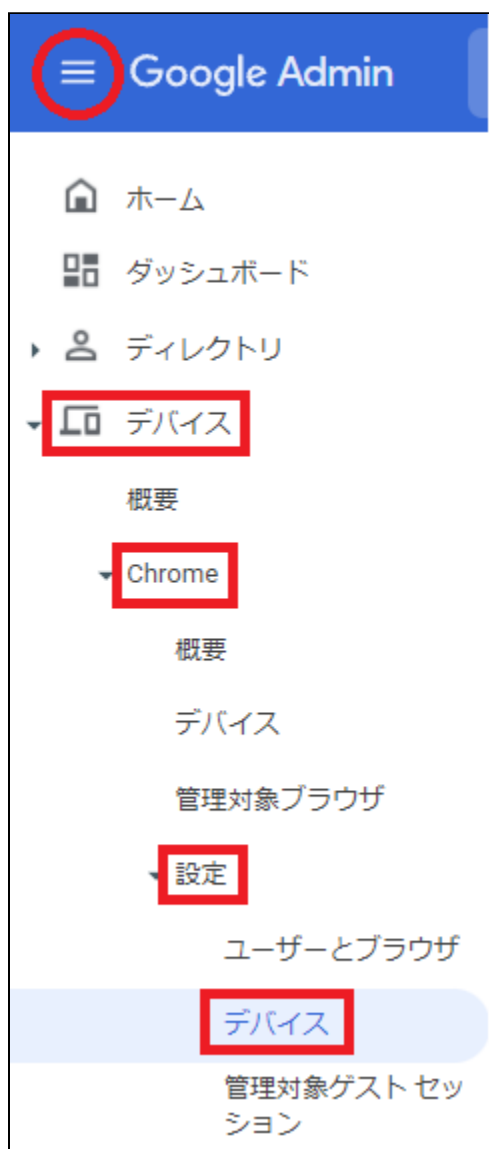 Google Admin
ホーム
ダッシュボード
ディレクトリ
デバイス
概要
Chrome
概要
デバイス
管理対象ブラウザ
設定
ユーザーとブラウザ
デバイス
管理対象ゲスト セッ
ション